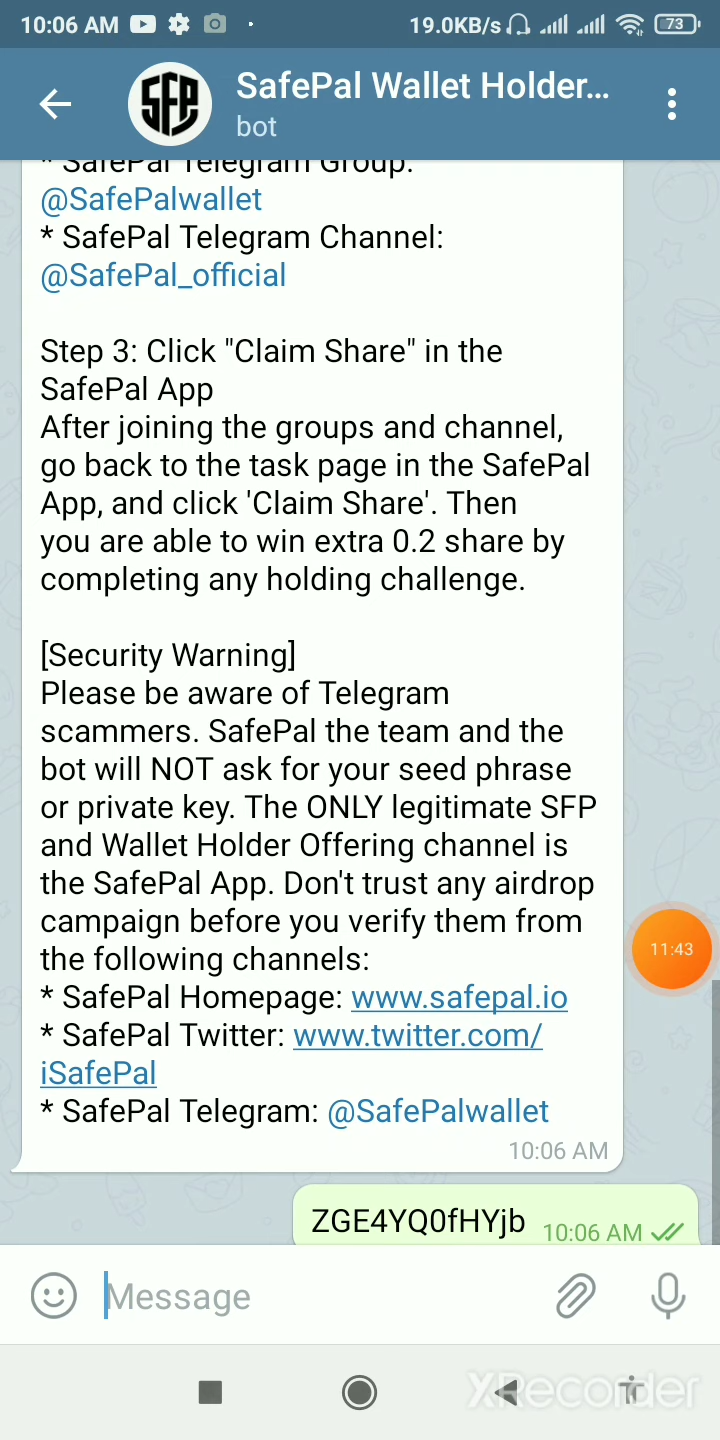 10:06 AM
19.0KB/s
73
SFP
SafePal Wallet Holder...
bot
* SafePal Telegram Group:
@SafePalwallet
* SafePal Telegram Channel:
@SafePal_official
Step 3: Click "Claim Share" in the
SafePal App
After joining the groups and channel,
go back to the task page in the SafePal
App, and click 'Claim Share'. Then
you are able to win extra 0.2 share by
completing any holding challenge.
[Security Warning]
Please be aware of Telegram
scammers. SafePal the team and the
bot will NOT ask for your seed phrase
or private key. The ONLY legitimate SFP
and Wallet Holder Offering channel is
the SafePal App. Don't trust any airdrop
campaign before you verify them from
the following channels:
* SafePal Homepage: www.safepal.io
* SafePal Twitter: www.twitter.com/
iSafePal
* SafePal Telegram: @SafePalwallet
10:06 AM
11:43
ZGE4YQ0fHYjb 10:06 AM
Message
XRecorder